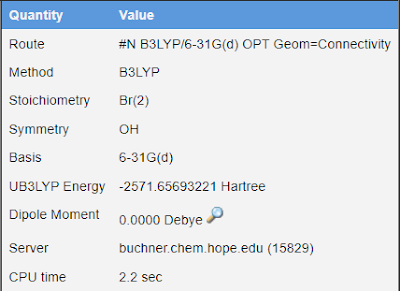 Quantity Value
Route #N B3LYP/6-31G(d) OPT Geom=Connectivity
Method B3LYP
Stoichiometry Br(2)
Symmetry OH
Basis 6-31G(d)
UB3LYP Energy -2571.65693221 Hartree
Dipole Moment 0.0000 Debye
Server buchner.chem.hope.edu (15829)
CPU time 2.2 sec